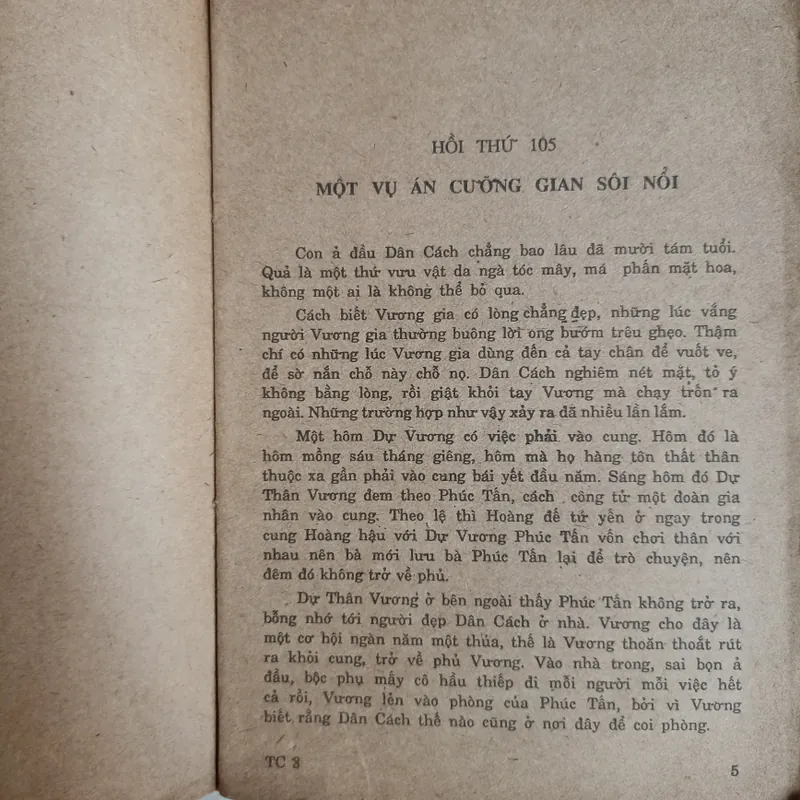 HỒI THỨ 105
MỘT VỤ ÁN CƯỠNG GIAN SÔI NỔI
Con ả đầu Dân Cách chẳng bao lâu đã mười tám tuổi.
Quả là một thứ vưu vật da ngà tóc mây, má phấn mặt hoa,
không một ai là không thể bỏ qua.
Cách biết Vương gia có lòng chẳng đẹp, những lúc vắng
người Vương gia thường buông lời ong bướm trêu ghẹo. Thậm
chí có những lúc Vương gia dùng đến cả tay chân để vuốt ve,
để sờ nắn chỗ này chỗ nọ. Dân Cách nghiêm nét mặt, tỏ ý
không bằng lòng, rồi giật khỏi tay Vương mà chạy trốn ra
ngoài. Những trường hợp như vậy xảy ra đã nhiều lần lắm.
Một hôm Dự Vương có việc phải vào cung. Hôm đó là
hôm mồng sáu tháng giêng, hôm mà họ hàng tôn thất thân
thuộc xa gần phải vào cung bái yết đầu năm. Sáng hôm đó Dự
Thân Vương đem theo Phúc Tấn, cách công tử một đoàn gia
nhân vào cung. Theo lệ thì Hoàng đế tứ yến ở ngay trong
cung Hoàng hậu với Dự Vương Phúc Tấn vốn chơi thân với
nhau nên bà mới lưu bà Phúc Tấn lại để trò chuyện, nên
đêm đó không trở về phủ.
Dự Thân Vương ở bên ngoài thấy Phúc Tấn không trở ra,
bỗng nhớ tới người đẹp Dân Cách ở nhà. Vương cho đây là
một cơ hội ngàn năm một thủa, thế là Vương thoăn thoắt rút
ra khỏi cung, trở về phủ Vương. Vào nhà trong, sai bọn ả
đầu, bộc phụ mấy cô hầu thiếp đi mỗi người mỗi việc hết
cả rồi, Vương lẻn vào phòng của Phúc Tấn, bởi vì Vương
biết rằng Dân Cách thế nào cũng ở nơi đây để coi phòng.
TC 3
5